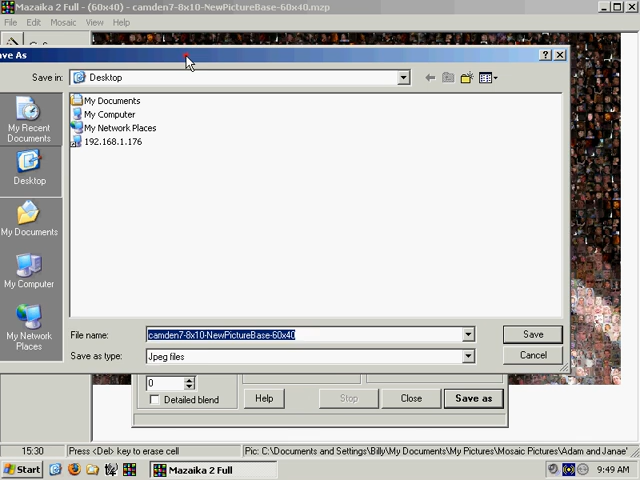 Mazaika 2 Full - (60x40) - camden7-8x10-NewPictureBase-60x40.mzp
File Edit Mosaic View Help
ve As
Save in: Desktop
My Recent Documents
Desktop
My Documents
My Computer
My Network Places
My Documents
My Computer
My Network Places
192.168.1.176
File name: camden7-8x10-NewPictureBase-60x40
Save as type: Jpeg files
Save
Cancel
0
Detailed blend
Help Stop Close Save as
15:30 Press <Del> key to erase cell Pic: C:\Documents and Settings\Billy\My Documents\My Pictures\Mosaic Pictures\Adam and Janae'
Start Mazaika 2 Full 9:49 AM